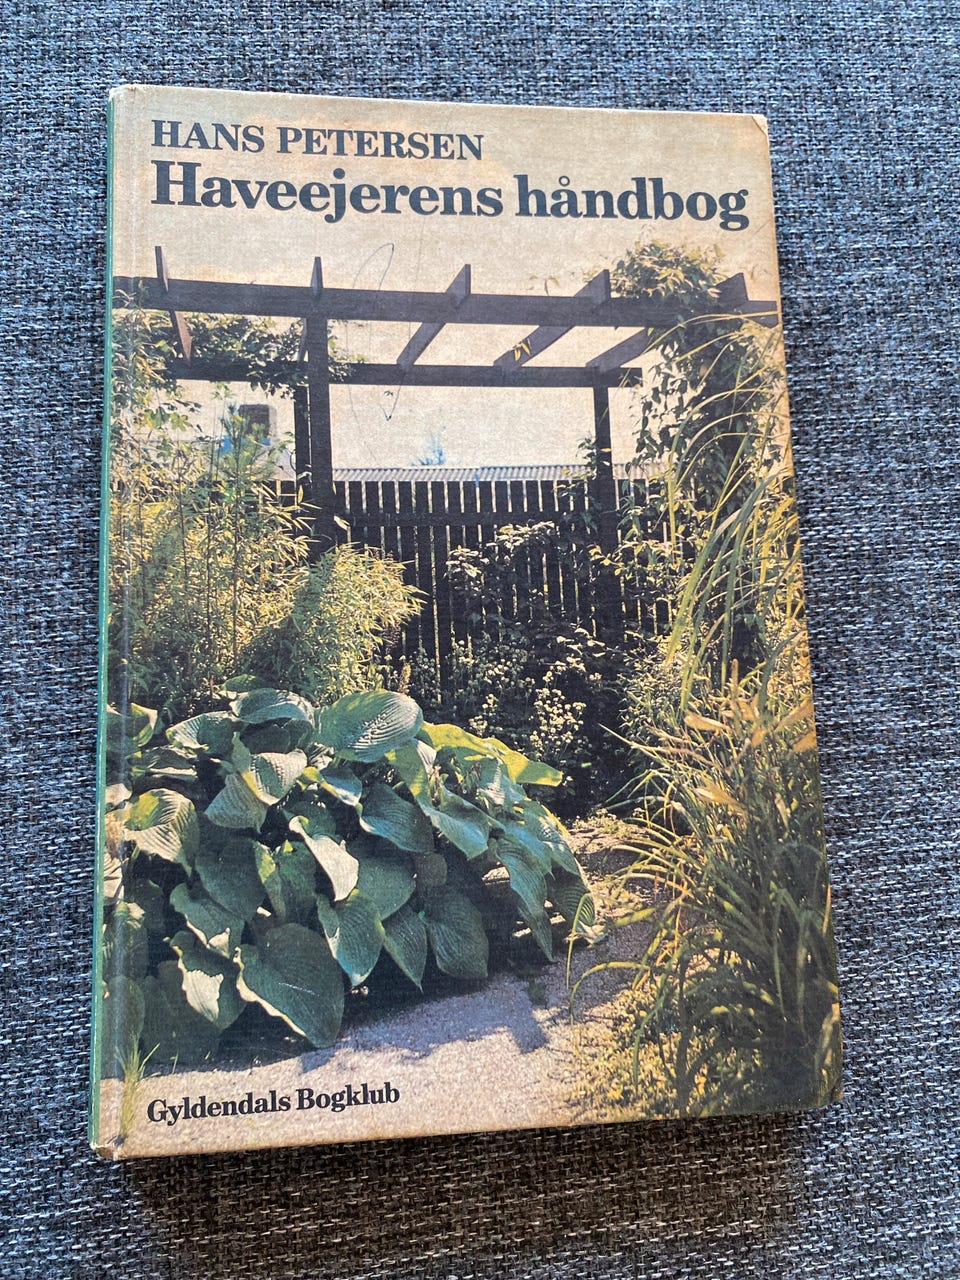 HANS PETERSEN
Haveejerens håndbog
Gyldendals Bogklub